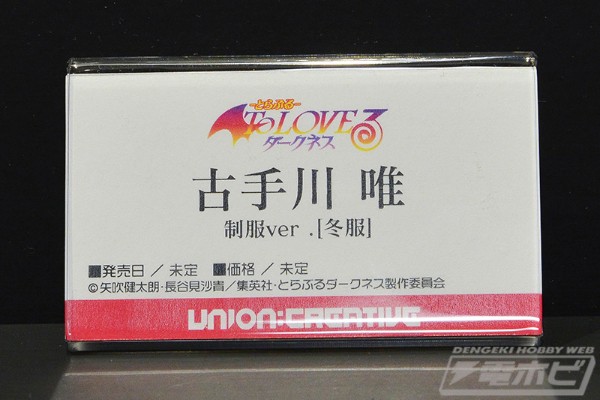 -とらぶる-
ToLOVEる
ダークネス
古手川 唯
制服ver .[冬服]
■発売日 / 未定 ■価格 / 未定
©矢吹健太朗・長谷見沙貴/集英社・とらぶるダークネス製作委員会
UNION:CREATIVE
DENGEKI HOBBY WEB
電ホビ